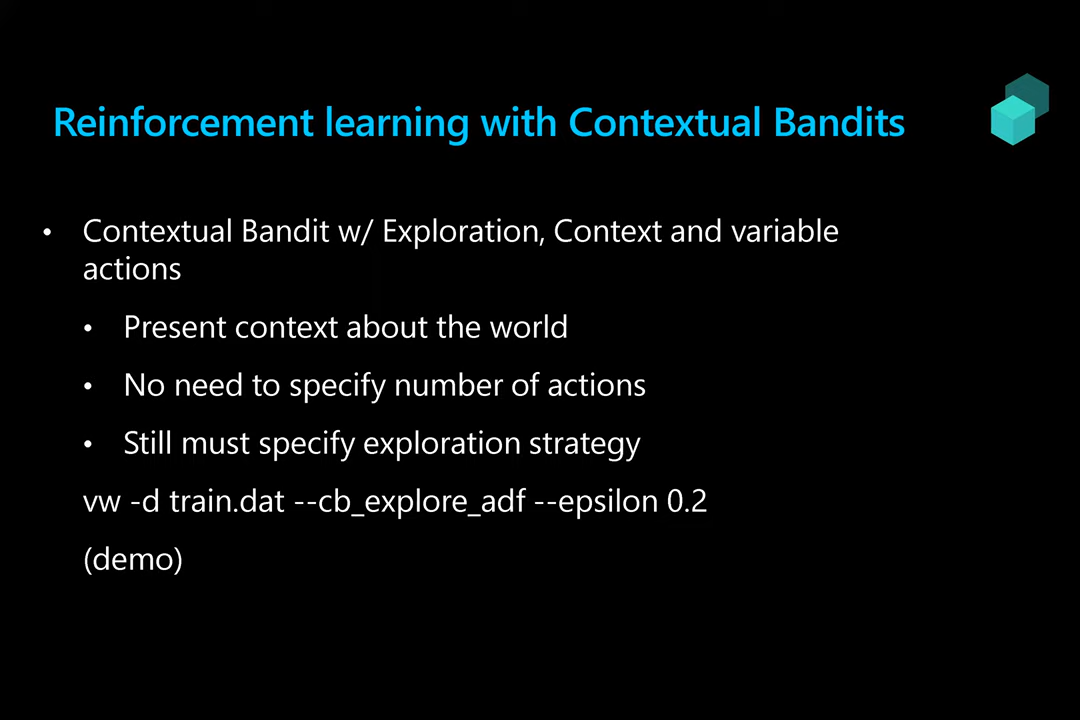 Reinforcement learning with Contextual Bandits
• Contextual Bandit w/ Exploration, Context and variable
actions
• Present context about the world
• No need to specify number of actions
• Still must specify exploration strategy
vw -d train.dat --cb_explore_adf --epsilon 0.2
(demo)